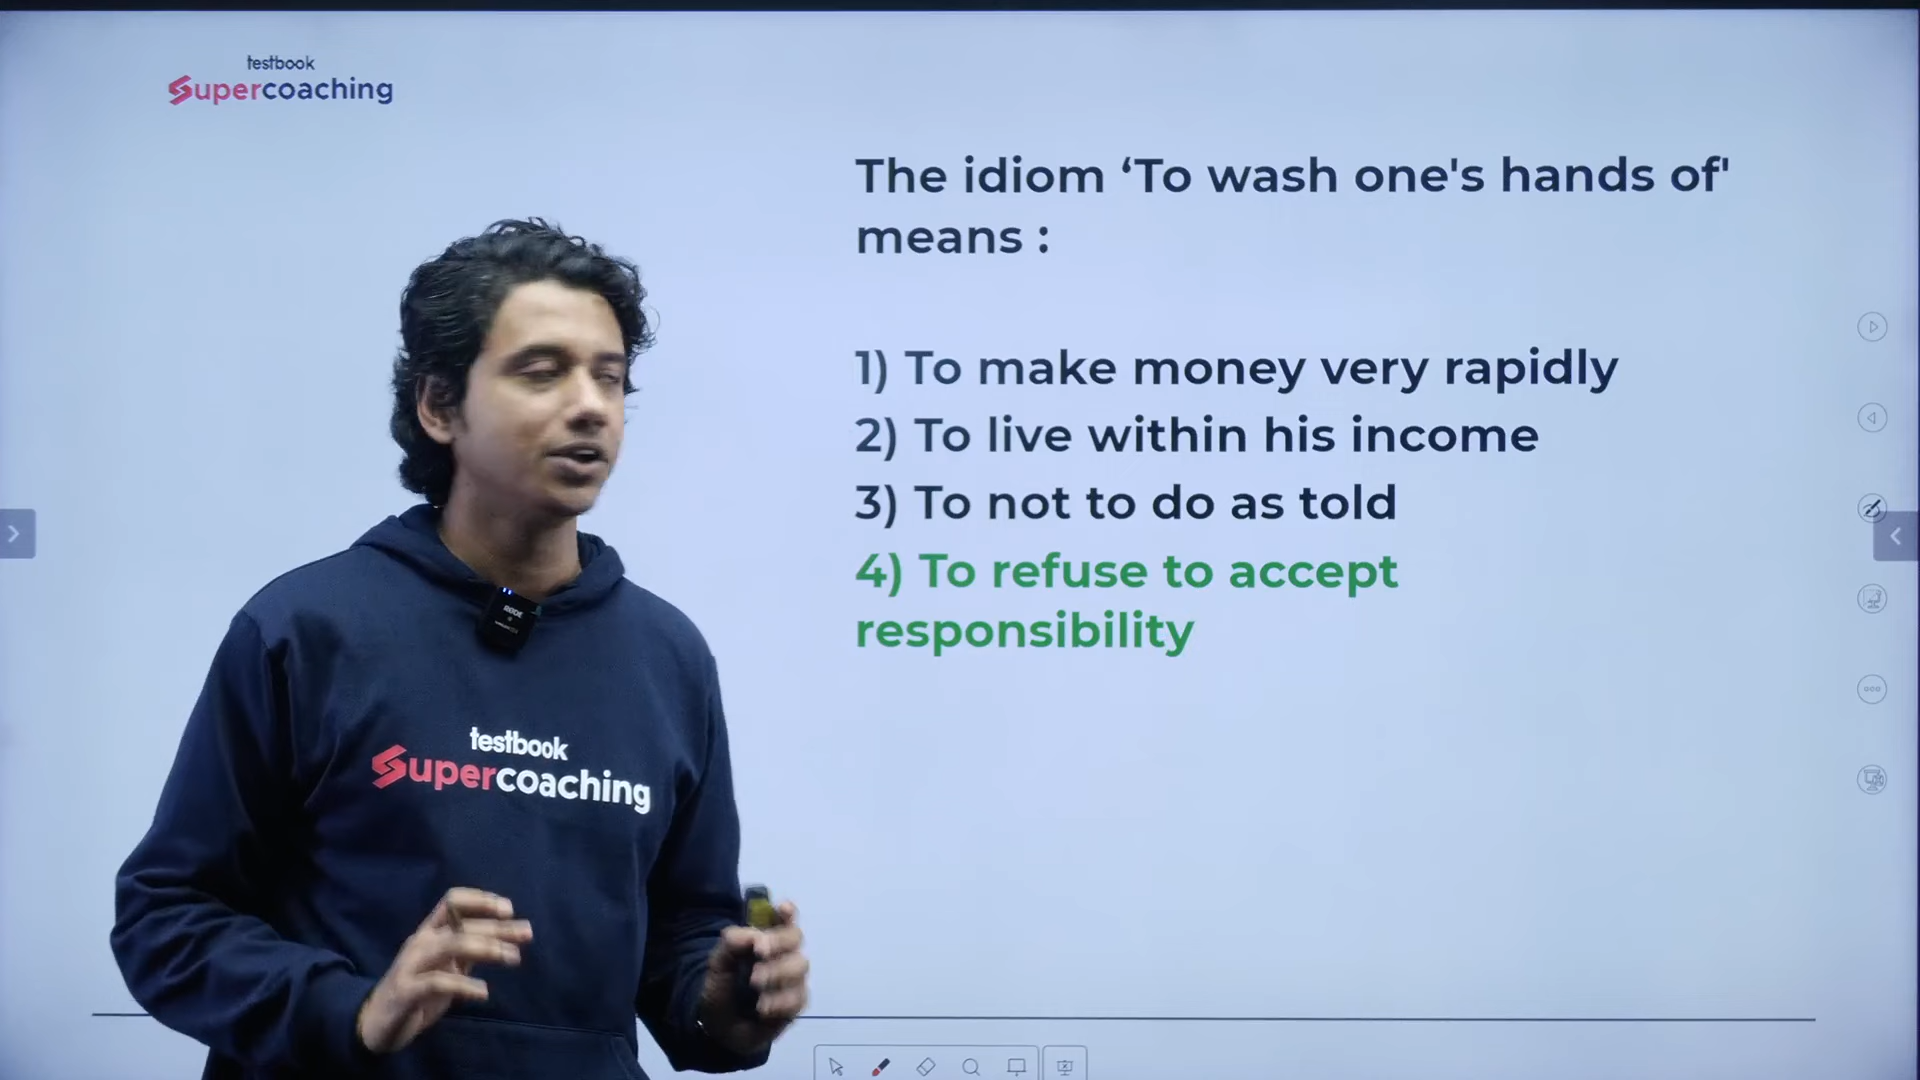 testbook
Supercoaching
The idiom ‘To wash one's hands of'
means :
1) To make money very rapidly
2) To live within his income
3) To not to do as told
4) To refuse to accept
responsibility
RØDE
testbook
Supercoaching